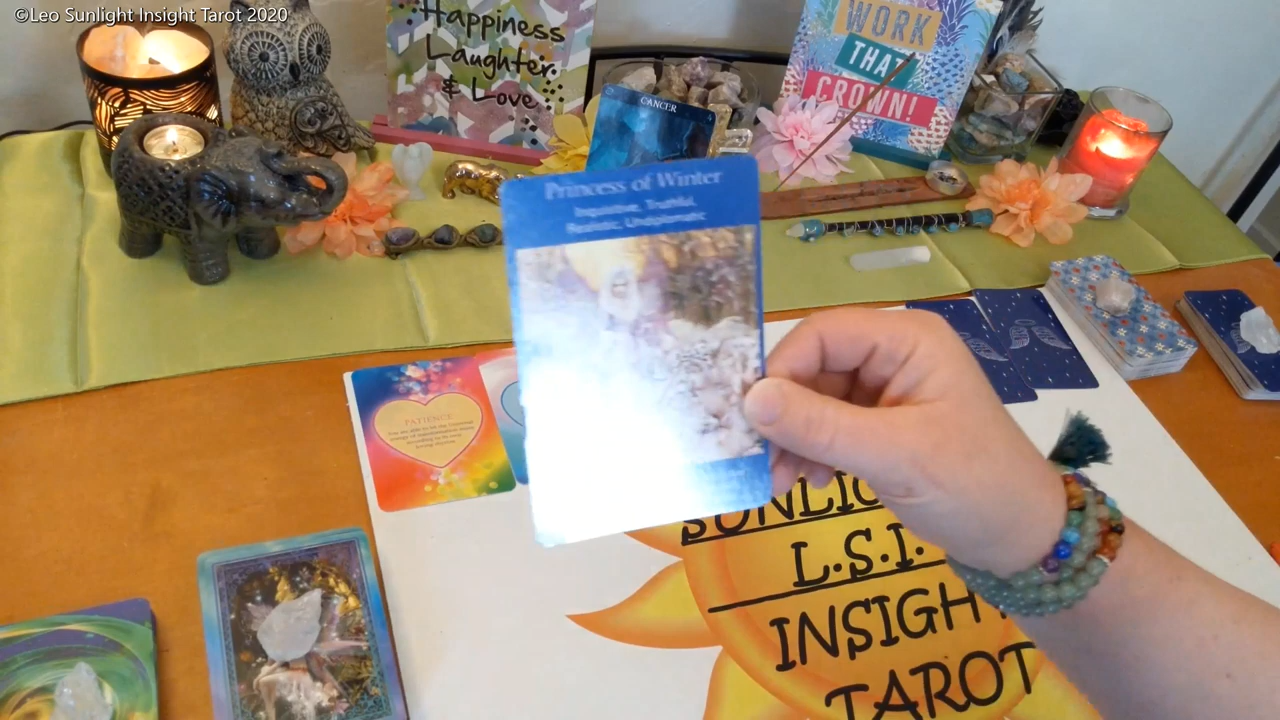 ©Leo Sunlight Insight Tarot 2020
Happiness
Laughter
& Love
WORK
THAT
CROWN!
CANCER
Princess of Winter
Inquisitive, Truthful,
Realistic, Undiplomatic
PATIENCE
SUNLIG
L.S.I.
INSIGHT
TAROT